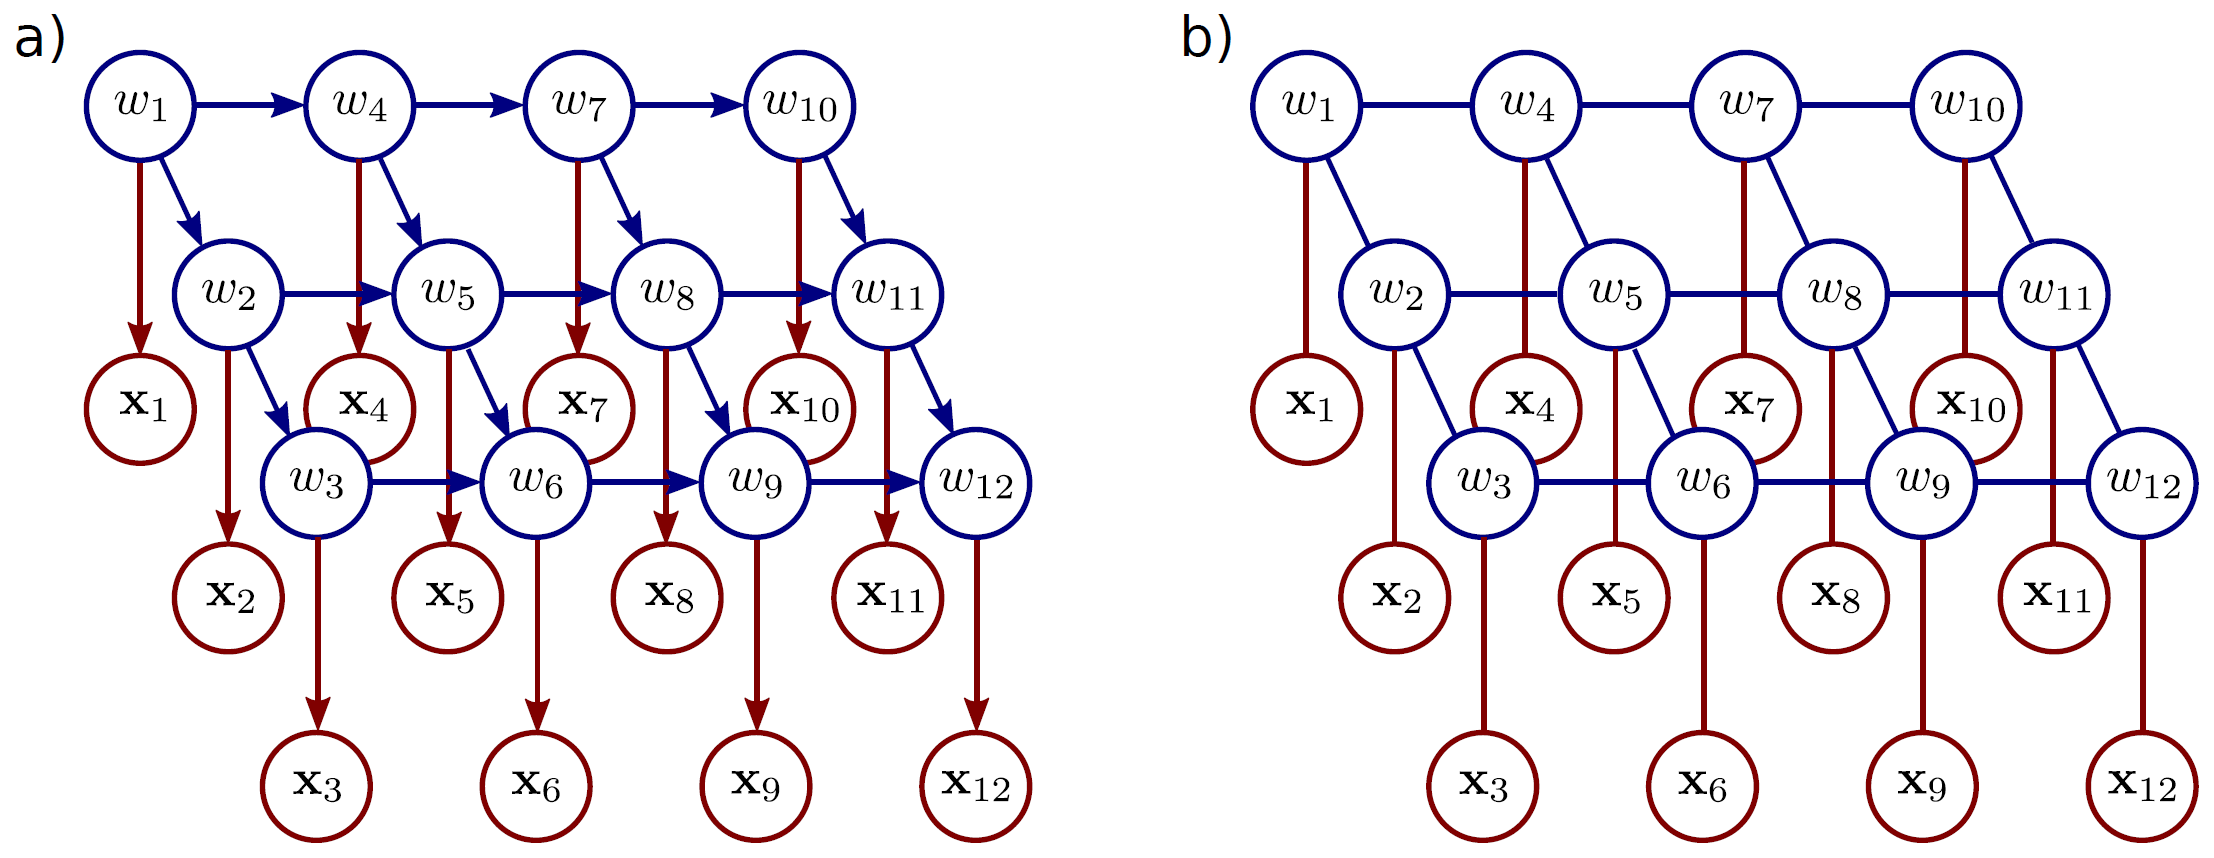 a) b)
w1 w4 w7 w10 w1 w4 w7 w10
w2 w5 w8 w11 w2 w5 w8 w11
x1 x4 x7 x10 x1 x4 x7 x10
w3 w6 w9 w12 w3 w6 w9 w12
x2 x5 x8 x11 x2 x5 x8 x11
x3 x6 x9 x12 x3 x6 x9 x12